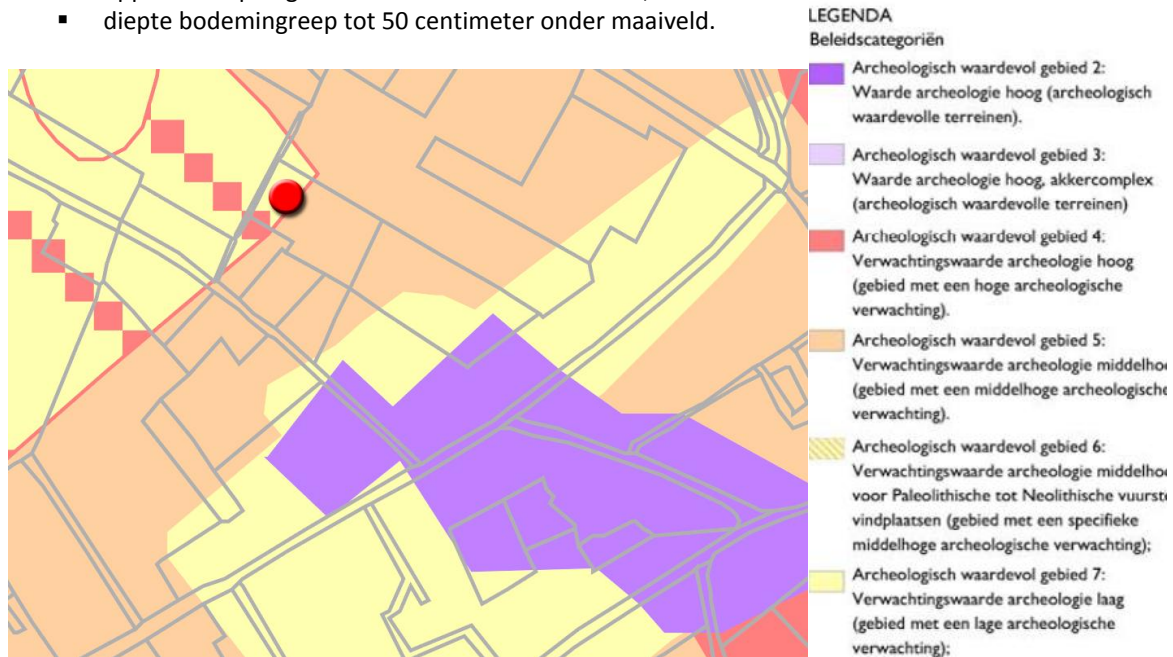 ▪ diepte bodemingreep tot 50 centimeter onder maaiveld.
LEGENDA
Beleidscategoriën
Archeologisch waardevol gebied 2:
Waarde archeologie hoog (archeologisch
waardevolle terreinen).
Archeologisch waardevol gebied 3:
Waarde archeologie hoog, akkercomplex
(archeologisch waardevolle terreinen)
Archeologisch waardevol gebied 4:
Verwachtingswaarde archeologie hoog
(gebied met een hoge archeologische
verwachting).
Archeologisch waardevol gebied 5:
Verwachtingswaarde archeologie middelhoo
(gebied met een middelhoge archeologische
verwachting).
Archeologisch waardevol gebied 6:
Verwachtingswaarde archeologie middelhoo
voor Paleolithische tot Neolithische vuurste
vindplaatsen (gebied met een specifieke
middelhoge archeologische verwachting);
Archeologisch waardevol gebied 7:
Verwachtingswaarde archeologie laag
(gebied met een lage archeologische
verwachting);